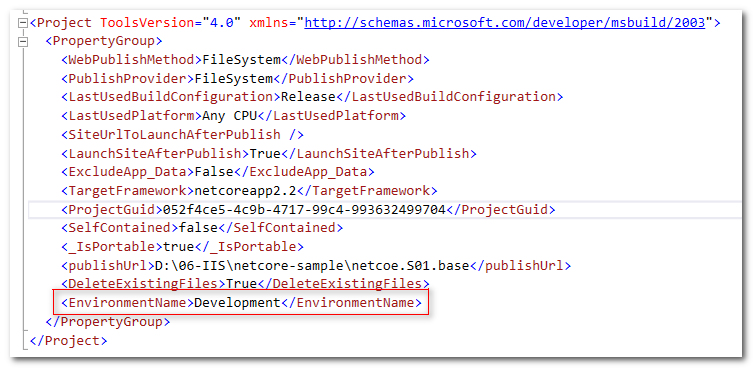 <Project ToolsVersion="4.0" xmlns="http://schemas.microsoft.com/developer/msbuild/2003">
<PropertyGroup>
<WebPublishMethod>FileSystem</WebPublishMethod>
<PublishProvider>FileSystem</PublishProvider>
<LastUsedBuildConfiguration>Release</LastUsedBuildConfiguration>
<LastUsedPlatform>Any CPU</LastUsedPlatform>
<SiteUrlToLaunchAfterPublish />
<LaunchSiteAfterPublish>True</LaunchSiteAfterPublish>
<ExcludeApp_Data>False</ExcludeApp_Data>
<TargetFramework>netcoreapp2.2</TargetFramework>
<ProjectGuid>052f4ce5-4c9b-4717-99c4-993632499704</ProjectGuid>
<SelfContained>false</SelfContained>
<_IsPortable>true</_IsPortable>
<publishUrl>D:\06-IIS\netcore-sample\netcoe.S01.base</publishUrl>
<DeleteExistingFiles>True</DeleteExistingFiles>
<EnvironmentName>Development</EnvironmentName>
</PropertyGroup>
</Project>